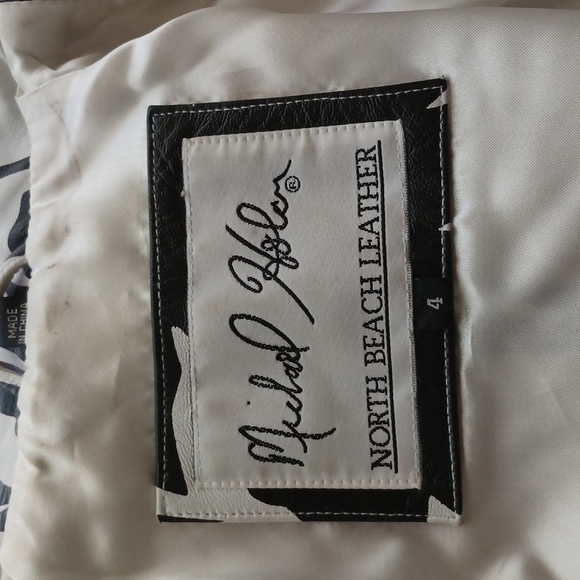 Michael Hoban®
NORTH BEACH LEATHER
4
MADE
IN CHINA